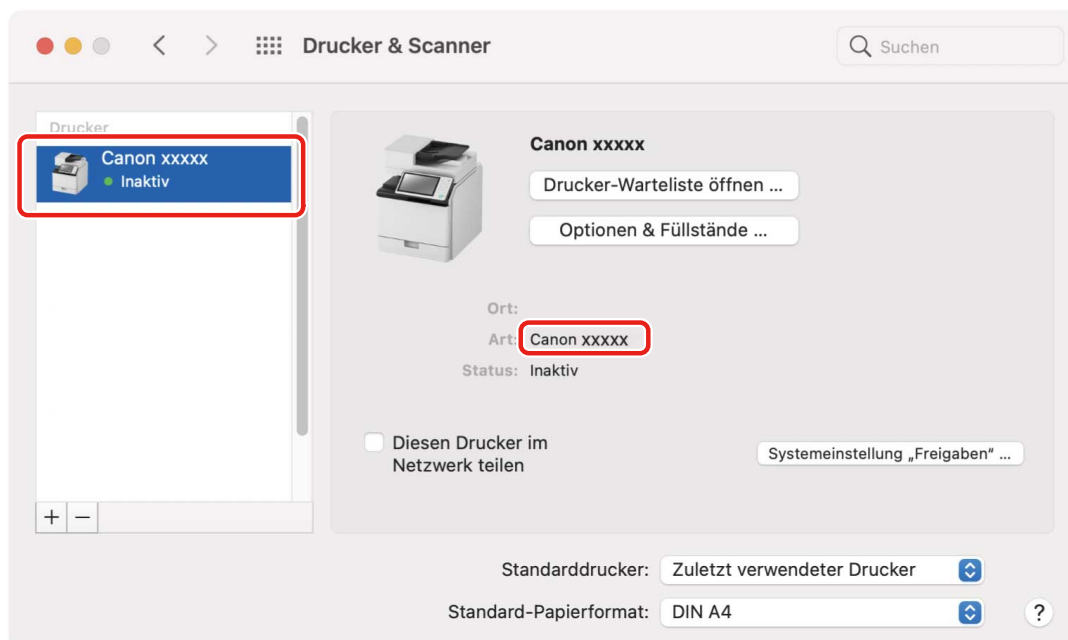 Drucker & Scanner
Suchen
Drucker
Canon xxxxx
Inaktiv
Canon xxxxx
Drucker-Warteliste öffnen ...
Optionen & Füllstände ...
Ort:
Art: Canon xxxxx
Status: Inaktiv
Diesen Drucker im
Netzwerk teilen
Systemeinstellung „Freigaben“ ...
+ −
Standarddrucker: Zuletzt verwendeter Drucker
Standard-Papierformat: DIN A4
?